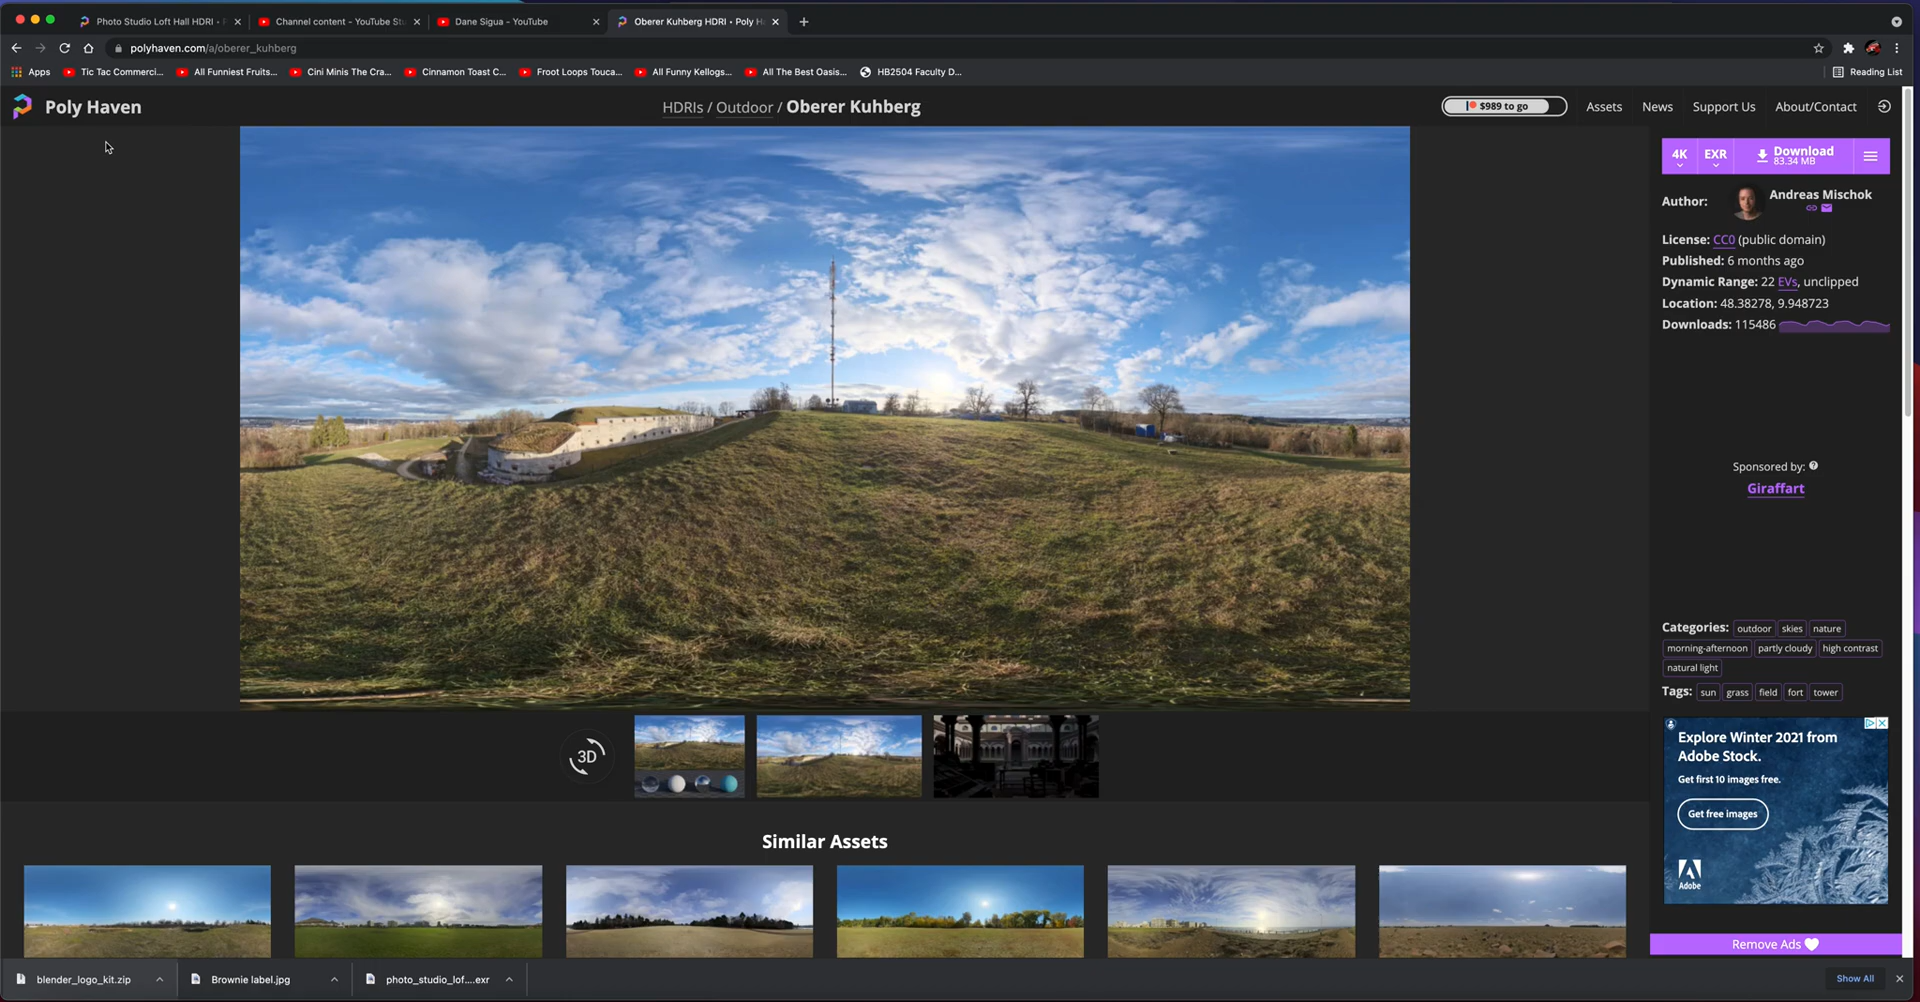 Photo Studio Loft Hall HDRI •
Channel content - YouTube Stu
Dane Sigua - YouTube
Oberer Kuhberg HDRI • Poly H
polyhaven.com/a/oberer_kuhberg
Apps
Tic Tac Commerci...
All Funniest Fruits...
Cini Minis The Cra...
Cinnamon Toast C...
Froot Loops Touca...
All Funny Kellogs...
All The Best Oasis...
HB2504 Faculty D...
Reading List
Poly Haven
HDRIs / Outdoor / Oberer Kuhberg
$989 to go
Assets
News
Support Us
About/Contact
4K
EXR
Download
83.34 MB
Author:
Andreas Mischok
License: CC0 (public domain)
Published: 6 months ago
Dynamic Range: 22 EVs, unclipped
Location: 48.38278, 9.948723
Downloads: 115486
Sponsored by:
Giraffart
Categories: outdoor skies nature
morning-afternoon partly cloudy high contrast
natural light
Tags: sun grass field fort tower
3D
Explore Winter 2021 from
Adobe Stock.
Get first 10 images free.
Get free images
Adobe
Similar Assets
Remove Ads
blender_logo_kit.zip
Brownie label.jpg
photo_studio_lof....exr
Show All